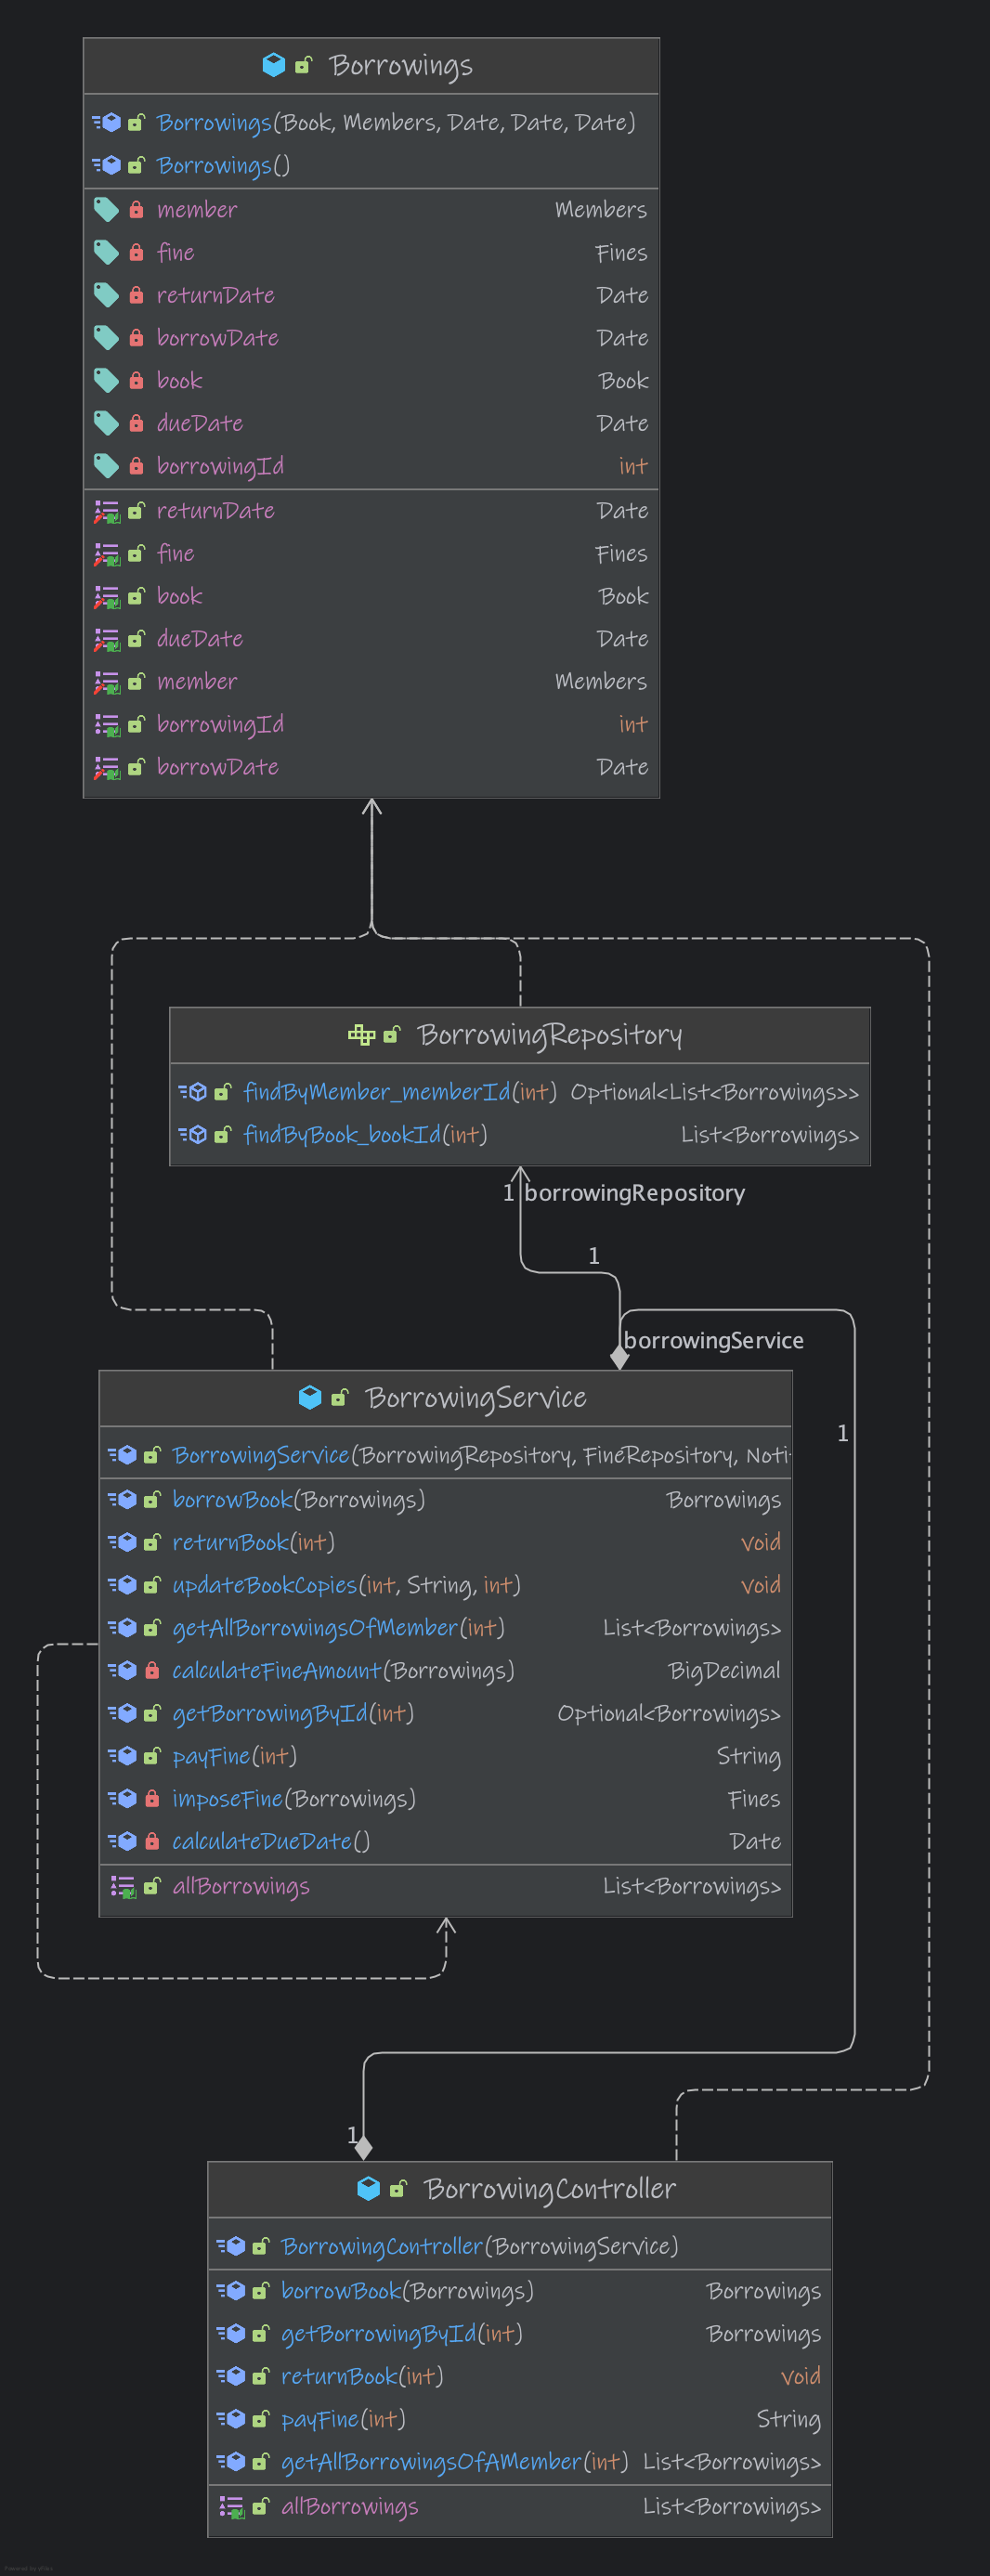 Borrowings
Borrowings(Book, Members, Date, Date, Date)
Borrowings()
member Members
fine Fines
returnDate Date
borrowDate Date
book Book
dueDate Date
borrowingId int
returnDate Date
fine Fines
book Book
dueDate Date
member Members
borrowingId int
borrowDate Date
BorrowingRepository
findByMember_memberId(int) Optional<List<Borrowings>>
findByBook_bookId(int) List<Borrowings>
1 borrowingRepository
1
borrowingService
BorrowingService
1
BorrowingService(BorrowingRepository, FineRepository, Noti
borrowBook(Borrowings) Borrowings
returnBook(int) void
updateBookCopies(int, String, int) void
getAllBorrowingsOfMember(int) List<Borrowings>
calculateFineAmount(Borrowings) BigDecimal
getBorrowingById(int) Optional<Borrowings>
payFine(int) String
imposeFine(Borrowings) Fines
calculateDueDate() Date
allBorrowings List<Borrowings>
1
BorrowingController
BorrowingController(BorrowingService)
borrowBook(Borrowings) Borrowings
getBorrowingById(int) Borrowings
returnBook(int) void
payFine(int) String
getAllBorrowingsOfAMember(int) List<Borrowings>
allBorrowings List<Borrowings>
Powered by yFiles